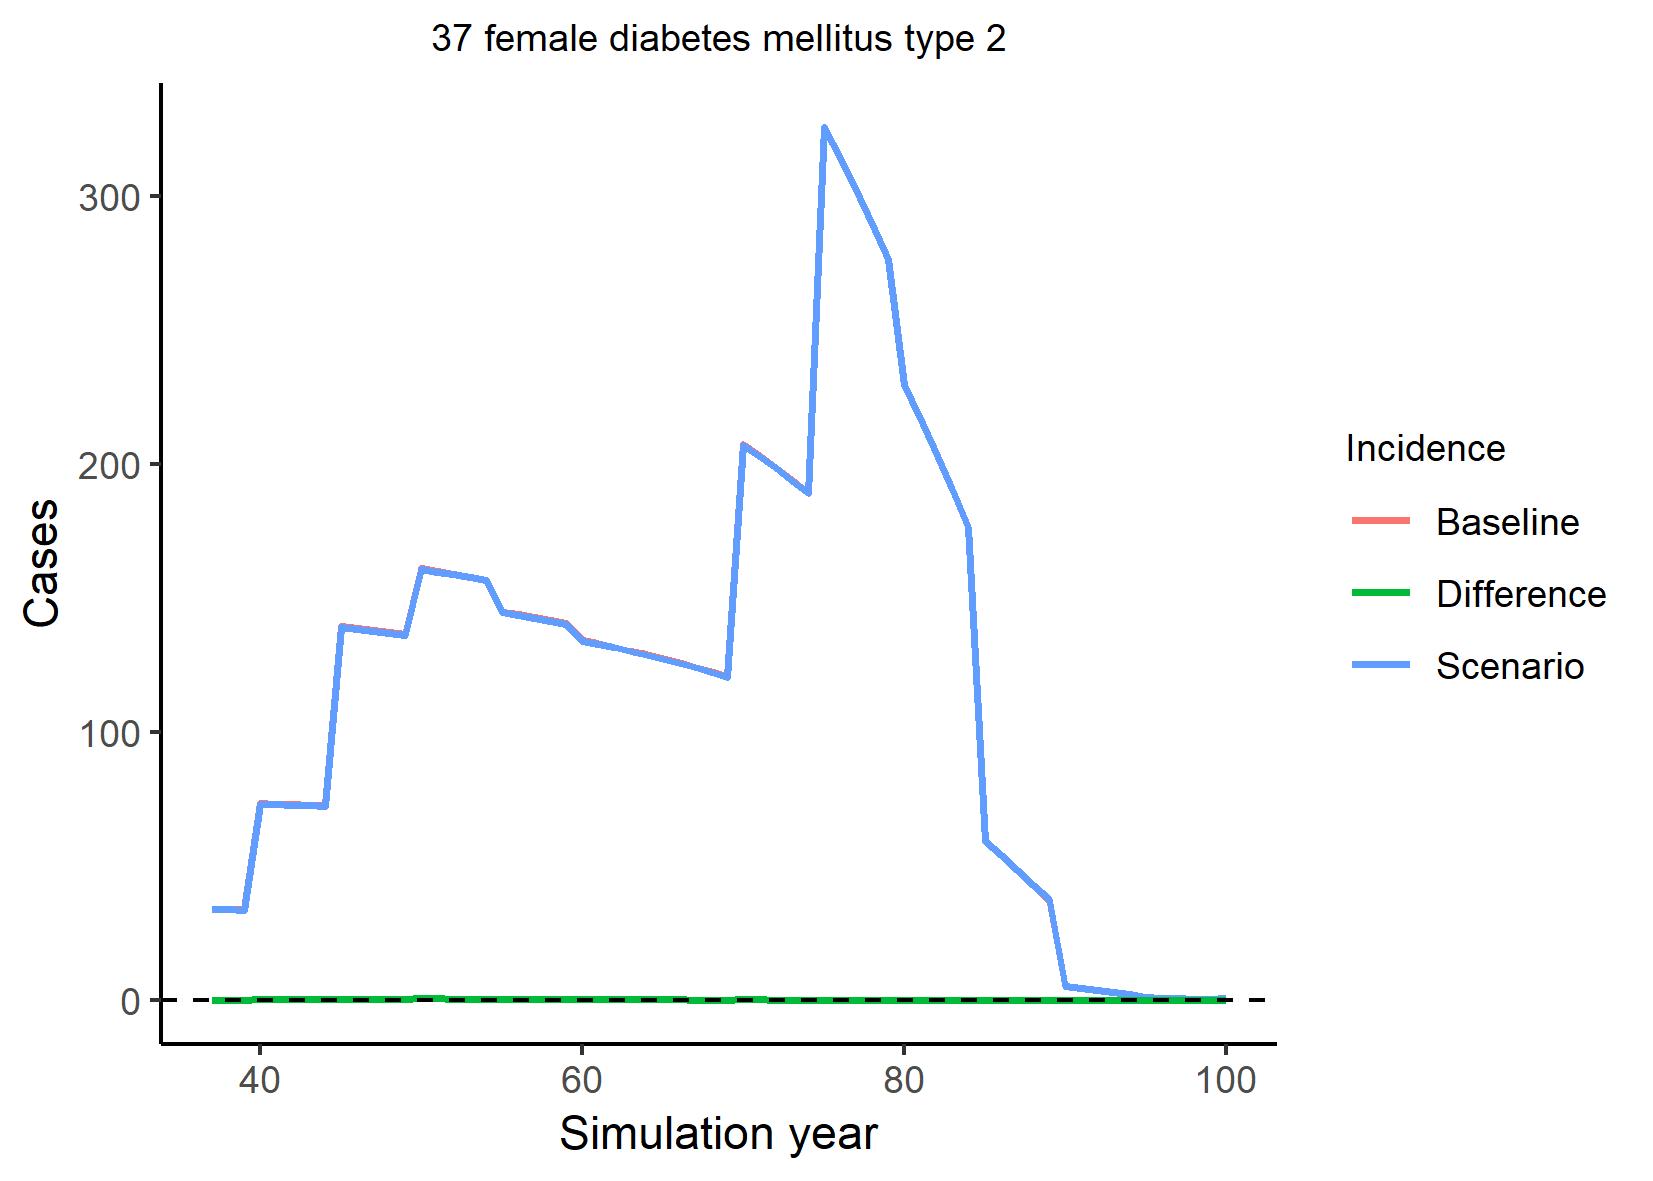 37 female diabetes mellitus type 2
300
200
100
0
Cases
40 60 80 100
Simulation year
Incidence
Baseline
Difference
Scenario